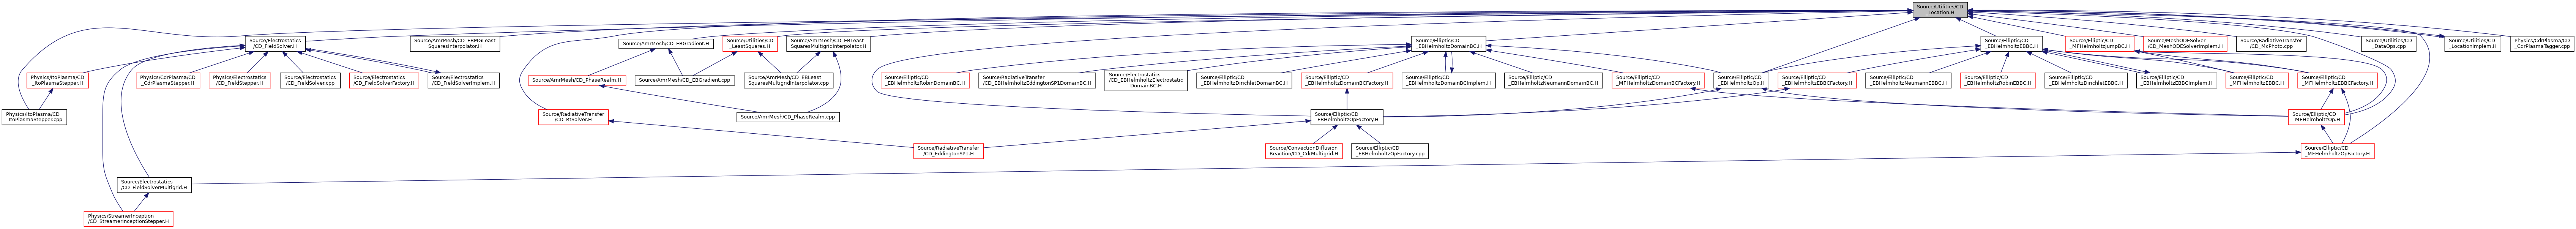 Source/Utilities/CD
_Location.H
Source/Electrostatics
/CD_FieldSolver.H
Source/AmrMesh/CD_EBMGLeast
SquaresInterpolator.H
Source/AmrMesh/CD_EBGradient.H
Source/Utilities/CD
_LeastSquares.H
Source/AmrMesh/CD_EBLeast
SquaresMultigridInterpolator.H
Source/Elliptic/CD
_EBHelmholtzDomainBC.H
Source/Elliptic/CD
_EBHelmholtzEBBC.H
Source/Elliptic/CD
_MFHelmholtzJumpBC.H
Source/MeshODESolver
/CD_MeshODESolverImplem.H
Source/RadiativeTransfer
/CD_McPhoto.cpp
Source/Utilities/CD
_DataOps.cpp
Source/Utilities/CD
_LocationImplem.H
Physics/CdrPlasma/CD
_CdrPlasmaTagger.cpp
Physics/ItoPlasma/CD
_ItoPlasmaStepper.H
Physics/CdrPlasma/CD
_CdrPlasmaStepper.H
Physics/Electrostatics
/CD_FieldStepper.H
Source/Electrostatics
/CD_FieldSolver.cpp
Source/Electrostatics
/CD_FieldSolverFactory.H
Source/Electrostatics
/CD_FieldSolverImplem.H
Source/AmrMesh/CD_PhaseRealm.H
Source/AmrMesh/CD_EBGradient.cpp
Source/AmrMesh/CD_EBLeast
SquaresMultigridInterpolator.cpp
Source/Elliptic/CD
_EBHelmholtzRobinDomainBC.H
Source/RadiativeTransfer
/CD_EBHelmholtzEddingtonSP1DomainBC.H
Source/Electrostatics
/CD_EBHelmholtzElectrostatic
DomainBC.H
Source/Elliptic/CD
_EBHelmholtzDirichletDomainBC.H
Source/Elliptic/CD
_EBHelmholtzDomainBCFactory.H
Source/Elliptic/CD
_EBHelmholtzDomainBCImplem.H
Source/Elliptic/CD
_EBHelmholtzNeumannDomainBC.H
Source/Elliptic/CD
_MFHelmholtzDomainBCFactory.H
Source/Elliptic/CD
_EBHelmholtzOp.H
Source/Elliptic/CD
_EBHelmholtzEBBCFactory.H
Source/Elliptic/CD
_EBHelmholtzNeumannEBBC.H
Source/Elliptic/CD
_EBHelmholtzRobinEBBC.H
Source/Elliptic/CD
_EBHelmholtzDirichletEBBC.H
Source/Elliptic/CD
_EBHelmholtzEBBCImplem.H
Source/Elliptic/CD
_MFHelmholtzEBBC.H
Source/Elliptic/CD
_MFHelmholtzEBBCFactory.H
Physics/ItoPlasma/CD
_ItoPlasmaStepper.cpp
Source/RadiativeTransfer
/CD_RtSolver.H
Source/AmrMesh/CD_PhaseRealm.cpp
Source/Elliptic/CD
_EBHelmholtzOpFactory.H
Source/Elliptic/CD
_MFHelmholtzOp.H
Source/RadiativeTransfer
/CD_EddingtonSP1.H
Source/ConvectionDiffusion
Reaction/CD_CdrMultigrid.H
Source/Elliptic/CD
_EBHelmholtzOpFactory.cpp
Source/Elliptic/CD
_MFHelmholtzOpFactory.H
Source/Electrostatics
/CD_FieldSolverMultigrid.H
Physics/StreamerInception
/CD_StreamerInceptionStepper.H